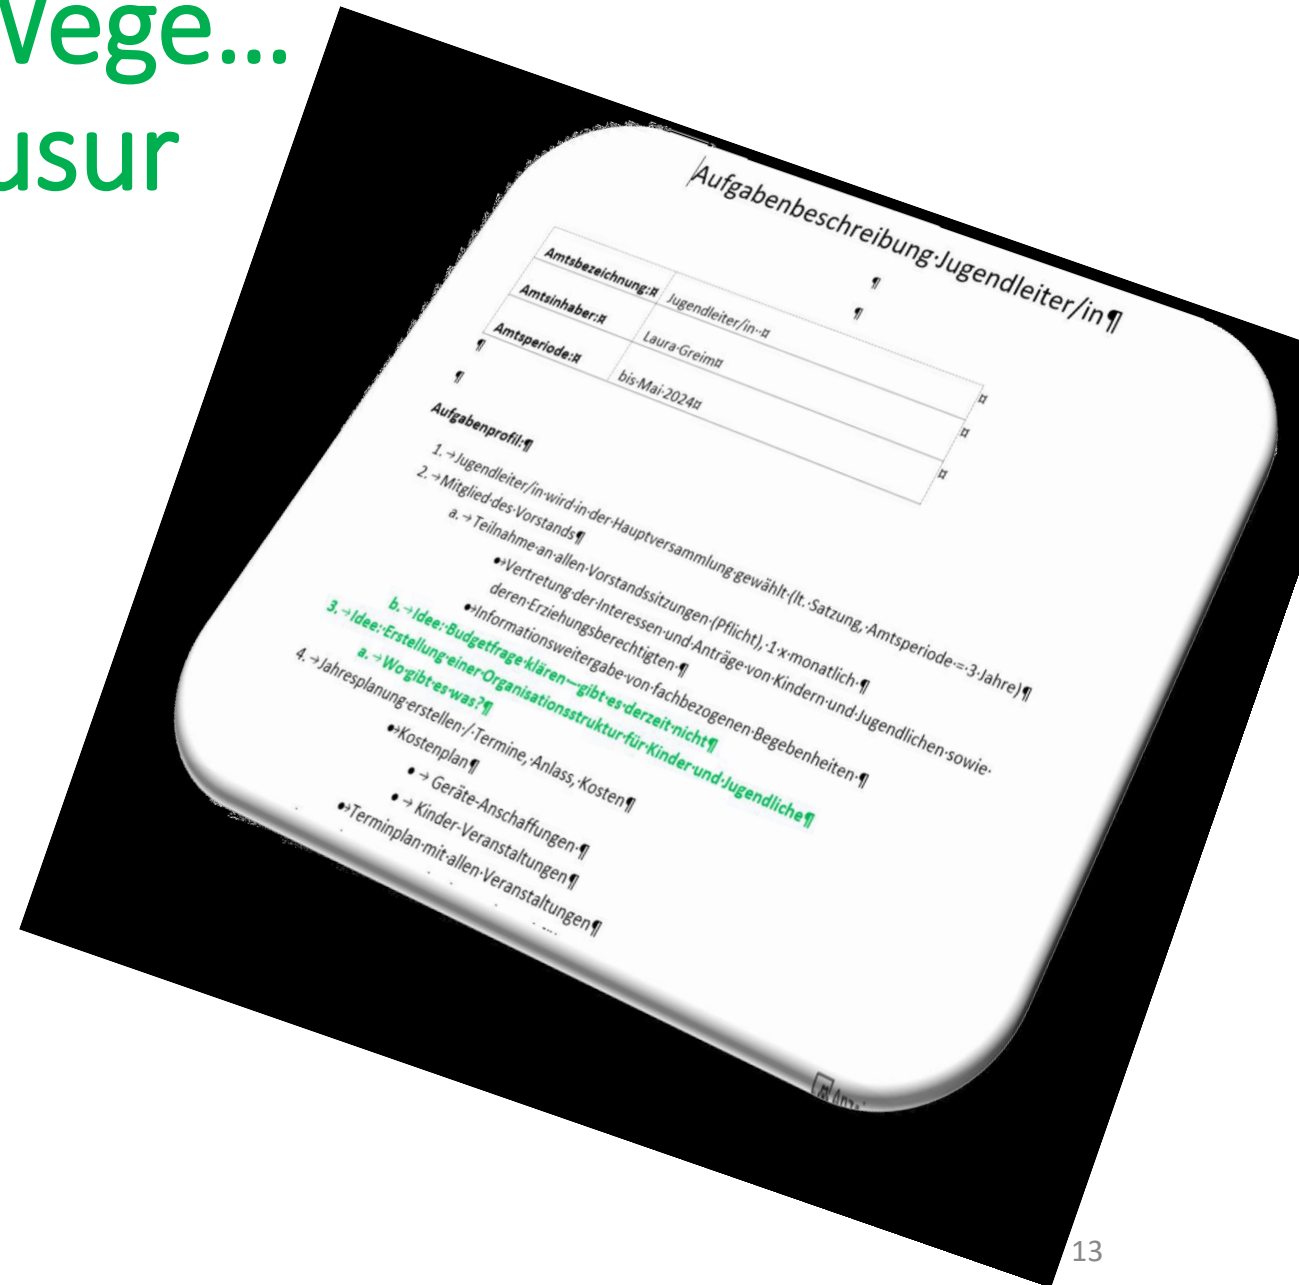 Wege...
usur
Aufgabenbeschreibung·Jugendleiter/in¶
¶
¶
Amtsbezeichnung:¤ Jugendleiter/in··¤ ¤
Amtsinhaber:¤ Laura·Greim¤ ¤
Amtsperiode:¤ bis·Mai·2024¤ ¤
¶
¶
Aufgabenprofil:¶
1.→Jugendleiter/in·wird·in·der·Hauptversammlung·gewählt·(lt.·Satzung,·Amtsperiode·=·3·Jahre)¶
2.→Mitglied·des·Vorstands¶
a.→Teilnahme·an·allen·Vorstandssitzungen·(Pflicht),·1·x·monatlich·¶
•→Vertretung·der·Interessen·und·Anträge·von·Kindern·und·Jugendlichen·sowie·
deren·Erziehungsberechtigten·¶
•→Informationsweitergabe·von·fachbezogenen·Begebenheiten·¶
b.→Idee:·Budgetfrage·klären·–·gibt·es·derzeit·nicht¶
3.→Idee:·Erstellung·einer·Organisationsstruktur·für·Kinder·und·Jugendliche¶
a.→Wo·gibt·es·was?¶
4.→Jahresplanung·erstellen·/·Termine,·Anlass,·Kosten¶
•→Kostenplan¶
•→Geräte-Anschaffungen·¶
•→Kinder-Veranstaltungen¶
•→Terminplan·mit·allen·Veranstaltungen¶
13